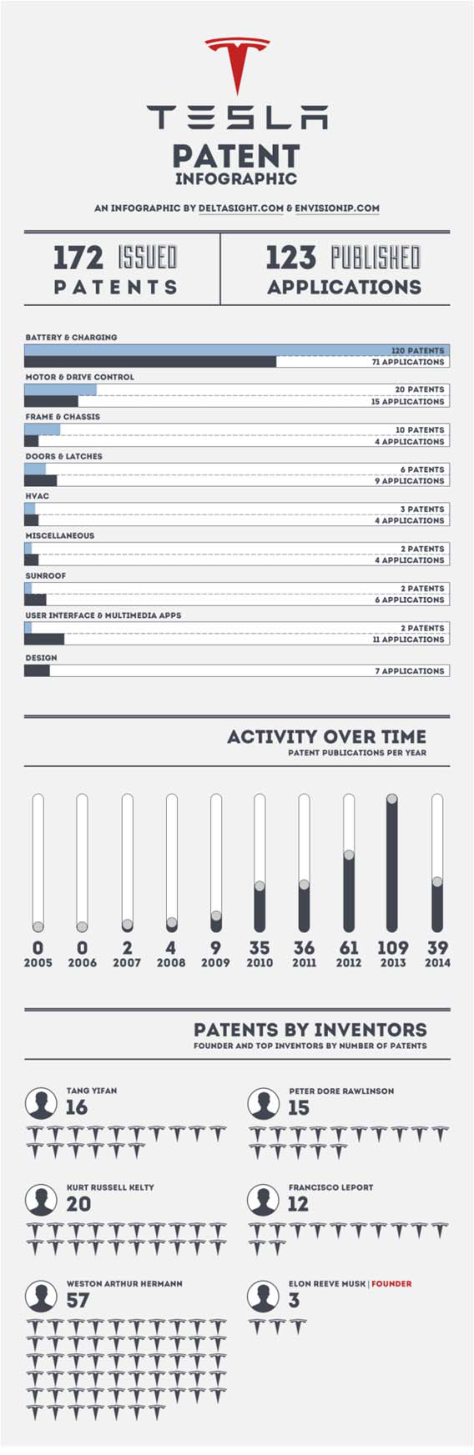 TESLA
PATENT
INFOGRAPHIC
AN INFOGRAPHIC BY DELTASIGHT.COM & ENVISIONIP.COM
172 ISSUED
PATENTS
123 PUBLISHED
APPLICATIONS
BATTERY & CHARGING
120 PATENTS
71 APPLICATIONS
MOTOR & DRIVE CONTROL
20 PATENTS
15 APPLICATIONS
FRAME & CHASSIS
10 PATENTS
4 APPLICATIONS
DOORS & LATCHES
6 PATENTS
9 APPLICATIONS
HVAC
3 PATENTS
4 APPLICATIONS
MISCELLANEOUS
2 PATENTS
4 APPLICATIONS
SUNROOF
2 PATENTS
6 APPLICATIONS
USER INTERFACE & MULTIMEDIA APPS
2 PATENTS
11 APPLICATIONS
DESIGN
7 APPLICATIONS
ACTIVITY OVER TIME
PATENT PUBLICATIONS PER YEAR
0 0 2 4 9 35 36 61 109 39
2005 2006 2007 2008 2009 2010 2011 2012 2013 2014
PATENTS BY INVENTORS
FOUNDER AND TOP INVENTORS BY NUMBER OF PATENTS
TANG YIFAN
16
PETER DORE RAWLINSON
15
KURT RUSSELL KELTY
20
FRANCISCO LEPORT
12
WESTON ARTHUR HERMANN
57
ELON REEVE MUSK | FOUNDER
3